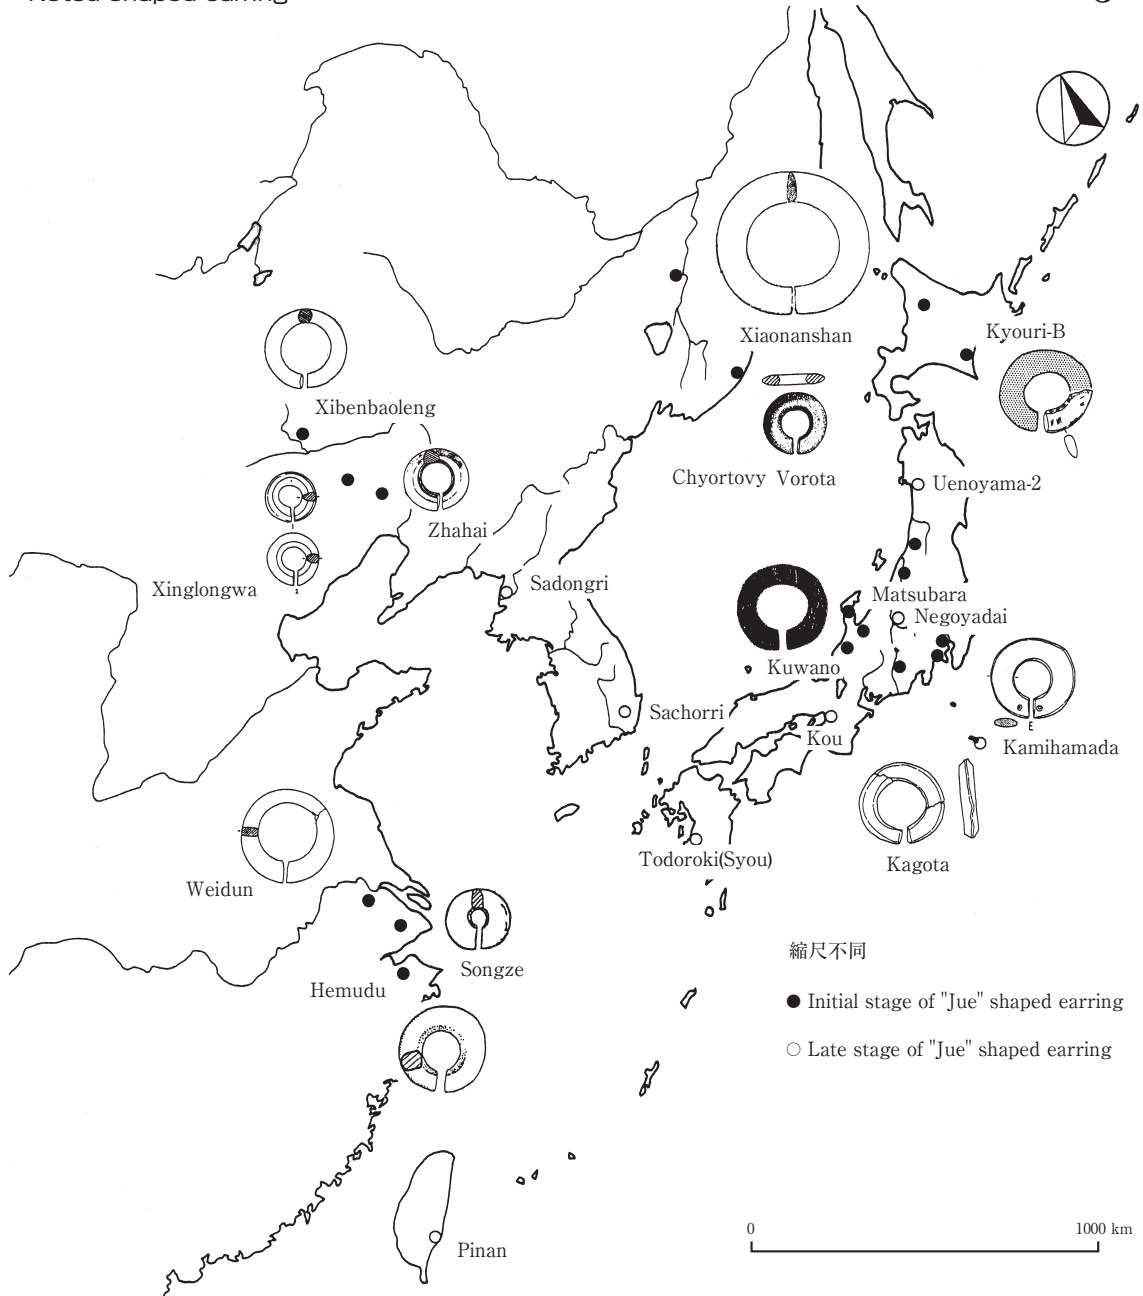 Xiaonanshan
Kyouri-B
Xibenbaoleng
Chyortovy Vorota
Uenoyama-2
Zhahai
Xinglongwa
Sadongri
Matsubara
Negoyadai
Kuwano
Sachorri
Kou
Kamihamada
Todoroki(Syou)
Kagota
Weidun
Songze
Hemudu
縮尺不同
● Initial stage of "Jue" shaped earring
○ Late stage of "Jue" shaped earring
0 1000 km
Pinan